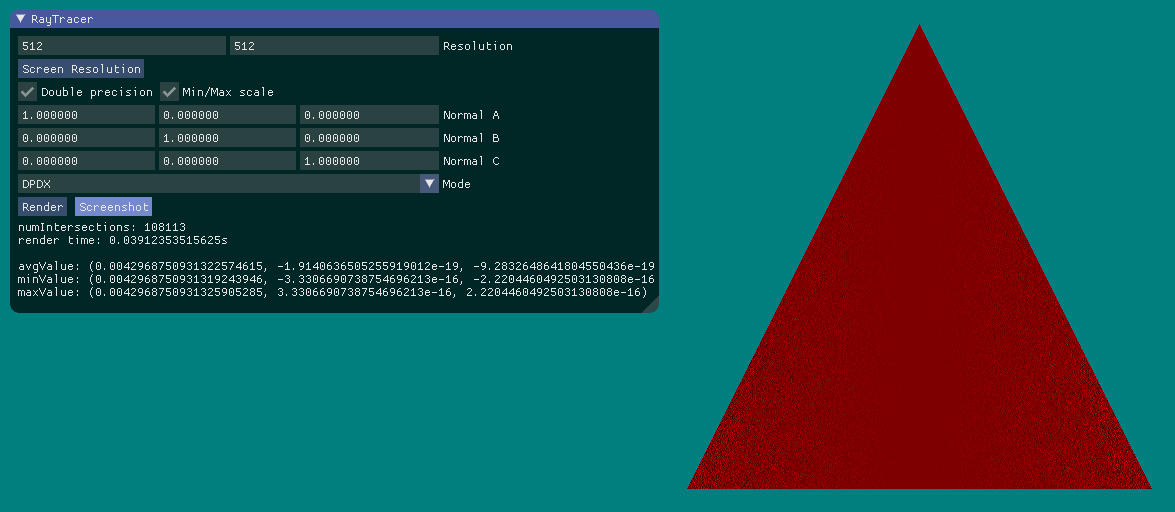 RayTracer
512 512 Resolution
Screen Resolution
Double precision Min/Max scale
1.000000 0.000000 0.000000 Normal A
0.000000 1.000000 0.000000 Normal B
0.000000 0.000000 1.000000 Normal C
DPDX Mode
Render Screenshot
numIntersections: 108113
render time: 0.03912353515625s
avgValue: (0.0042968750931322574615, -1.9140636505255919012e-19, -9.2832648641804550436e-19
minValue: (0.0042968750931319243946, -3.3306690738754696213e-16, -2.2204460492503130808e-16
maxValue: (0.0042968750931325905285, 3.3306690738754696213e-16, 2.2204460492503130808e-16)